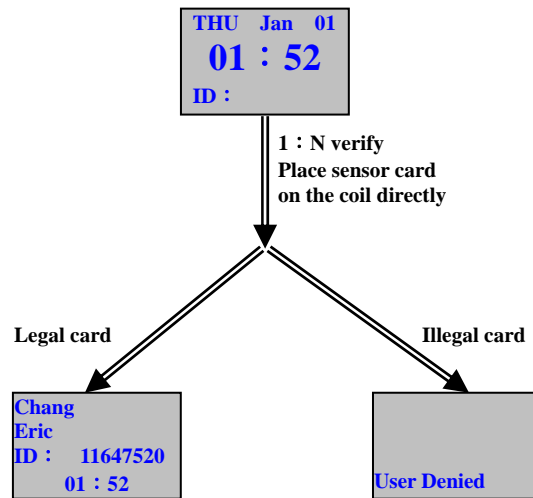 THU Jan 01
01：52
ID：
1：N verify
Place sensor card
on the coil directly
Legal card
Illegal card
Chang
Eric
ID： 11647520
01：52
User Denied